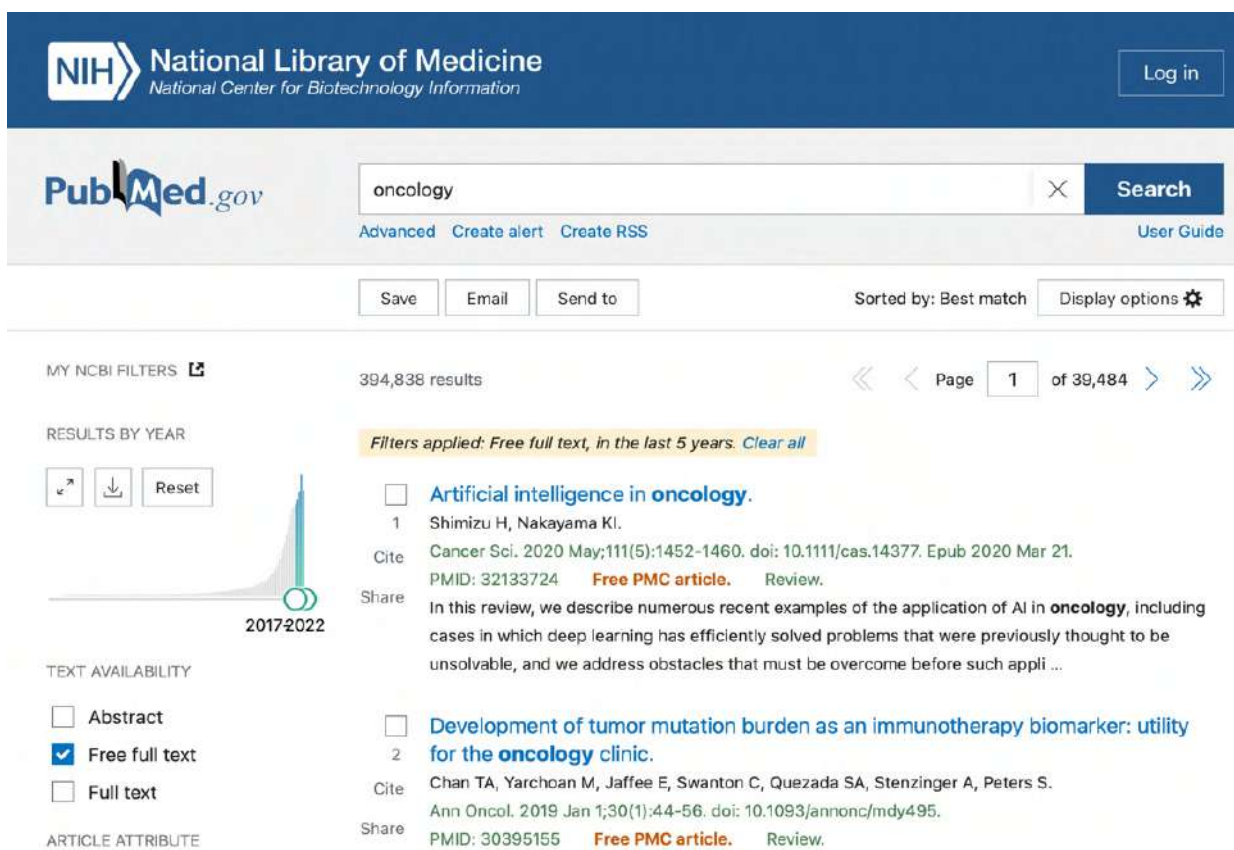 NIH National Library of Medicine
National Center for Biotechnology Information
Log in
PubMed.gov
oncology
Search
Advanced Create alert Create RSS
User Guide
Save Email Send to
Sorted by: Best match Display options
MY NCBI FILTERS
394,838 results
Page 1 of 39,484
RESULTS BY YEAR
Reset
2017-2022
Filters applied: Free full text, in the last 5 years. Clear all
Artificial intelligence in oncology.
1
Shimizu H, Nakayama KI.
Cite
Cancer Sci. 2020 May;111(5):1452-1460. doi: 10.1111/cas.14377. Epub 2020 Mar 21.
PMID: 32133724 Free PMC article. Review.
Share
In this review, we describe numerous recent examples of the application of AI in oncology, including
cases in which deep learning has efficiently solved problems that were previously thought to be
unsolvable, and we address obstacles that must be overcome before such appli ...
TEXT AVAILABILITY
Abstract
Free full text
Full text
ARTICLE ATTRIBUTE
Development of tumor mutation burden as an immunotherapy biomarker: utility
2
for the oncology clinic.
Cite
Chan TA, Yarchoan M, Jaffee E, Swanton C, Quezada SA, Stenzinger A, Peters S.
Ann Oncol. 2019 Jan 1;30(1):44-56. doi: 10.1093/annonc/mdy495.
Share
PMID: 30395155 Free PMC article. Review.